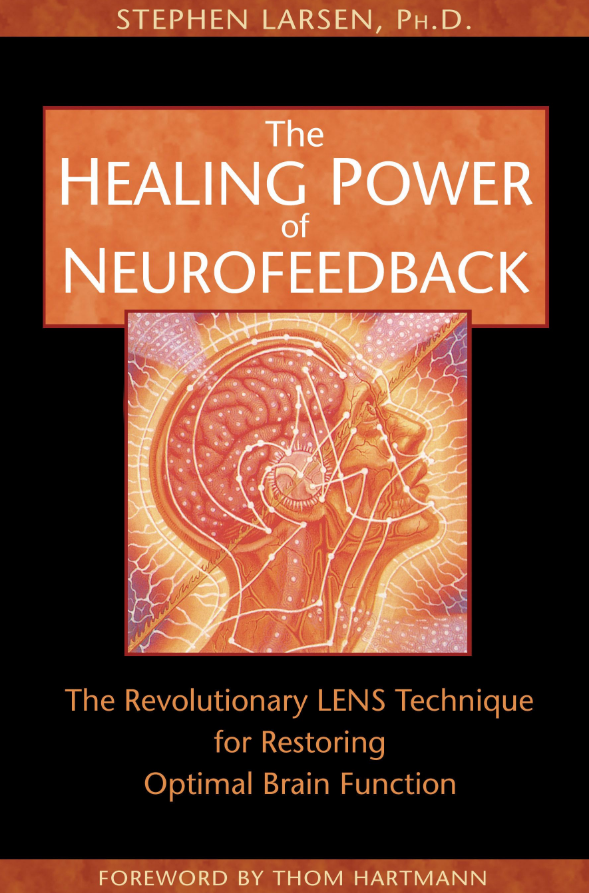 STEPHEN LARSEN, PH.D.
The
HEALING POWER
of
NEUROFEEDBACK
The Revolutionary LENS Technique
for Restoring
Optimal Brain Function
FOREWORD BY THOM HARTMANN